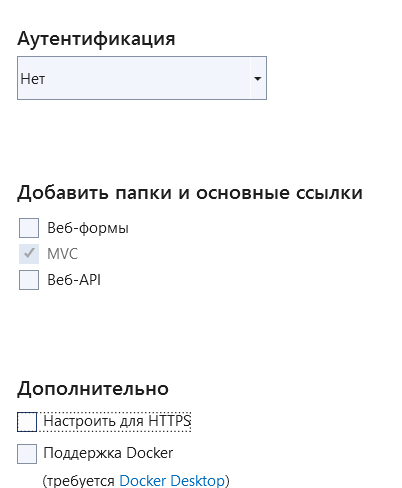 Аутентификация
Нет
Добавить папки и основные ссылки
Веб-формы
MVC
Веб-API
Дополнительно
Настроить для HTTPS
Поддержка Docker
(требуется Docker Desktop)